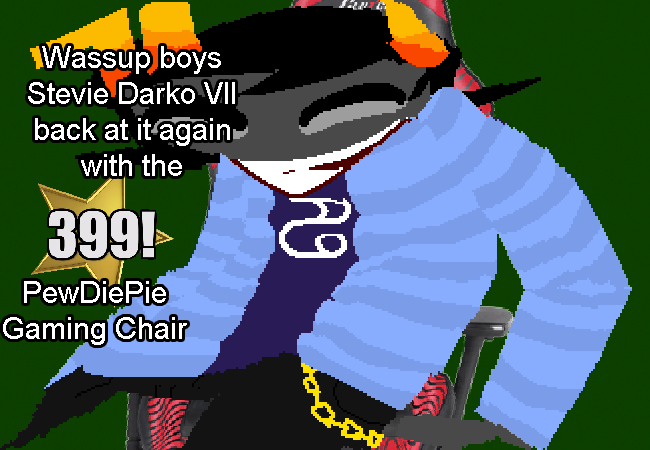 Wassup boys
Stevie Darko VII
back at it again
with the
399!
PewDiePie
Gaming Chair